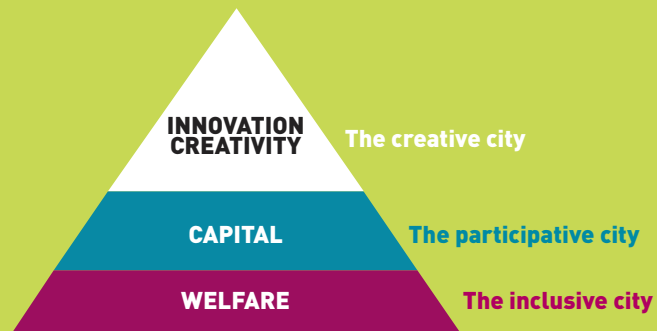 INNOVATION
CREATIVITY
The creative city
CAPITAL
The participative city
WELFARE
The inclusive city